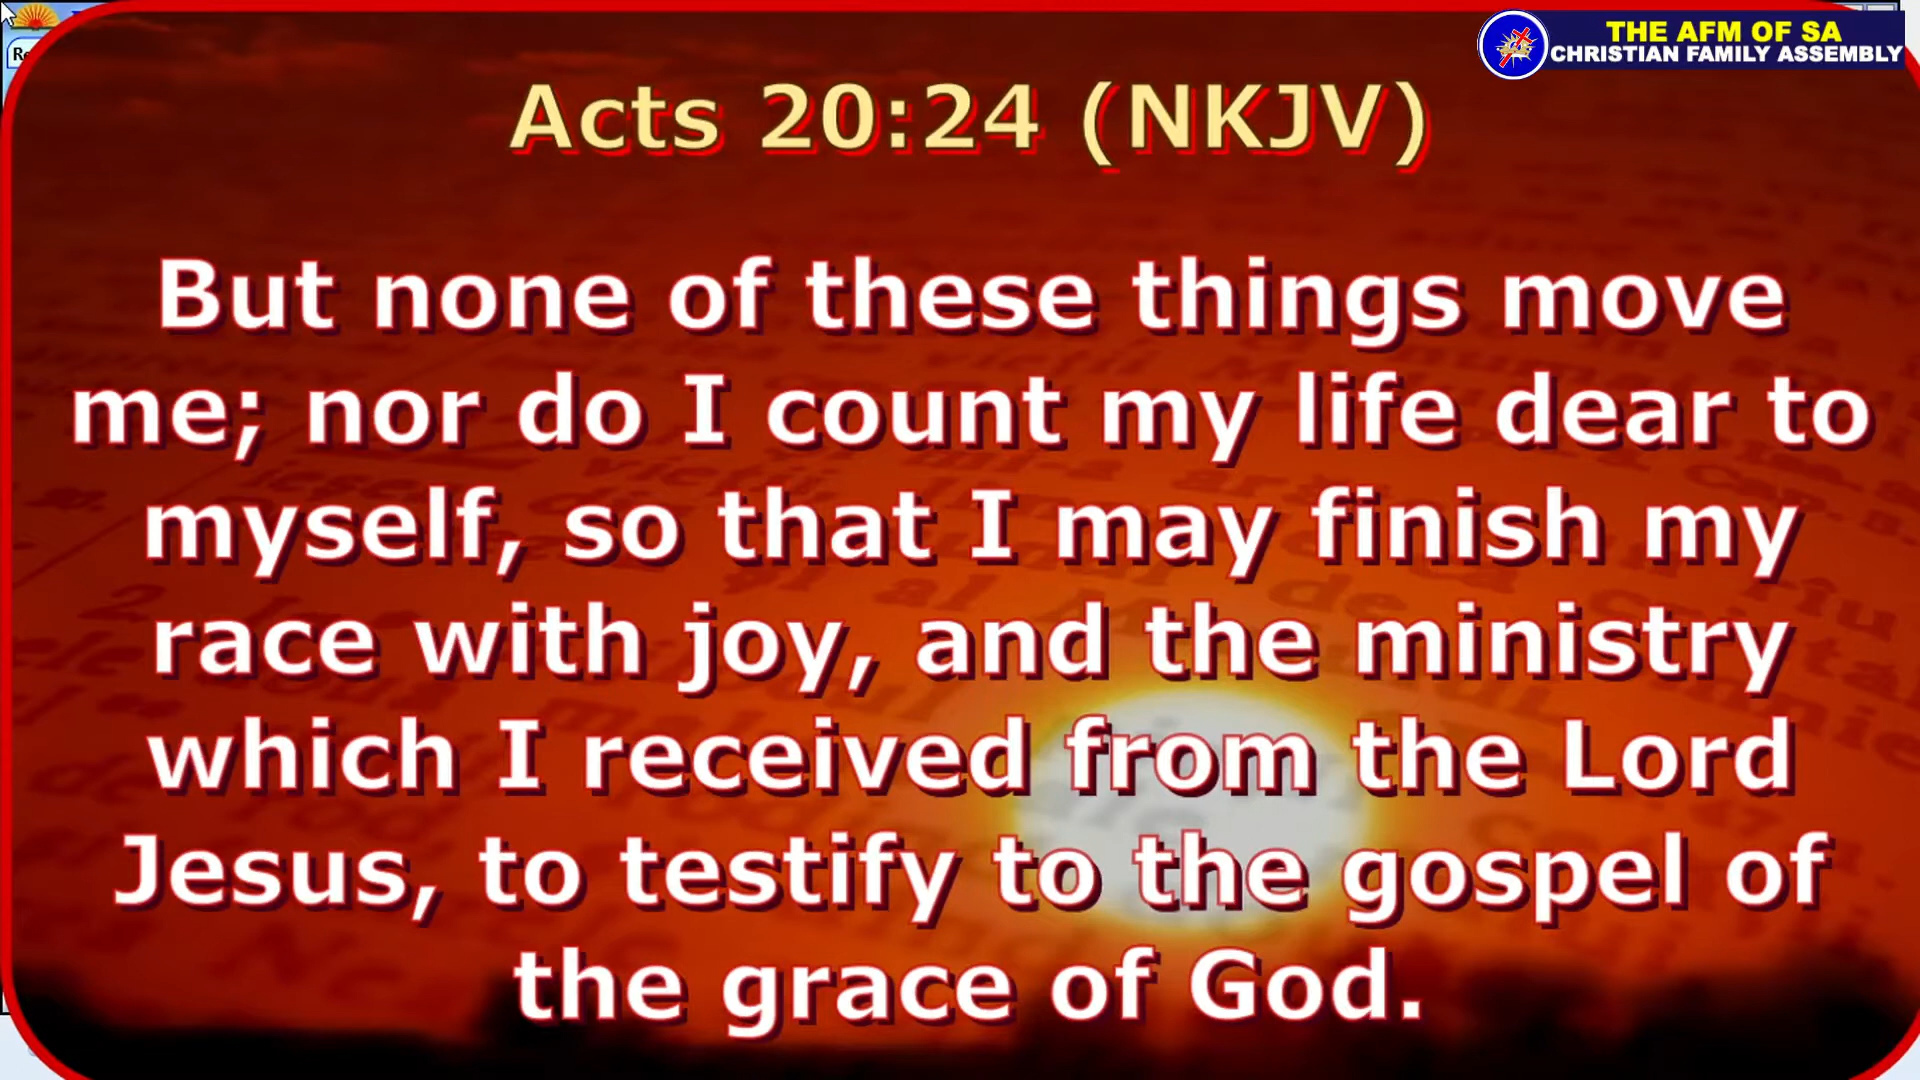 THE AFM OF SA
CHRISTIAN FAMILY ASSEMBLY
Acts 20:24 (NKJV)
But none of these things move
me; nor do I count my life dear to
myself, so that I may finish my
race with joy, and the ministry
which I received from the Lord
Jesus, to testify to the gospel of
the grace of God.